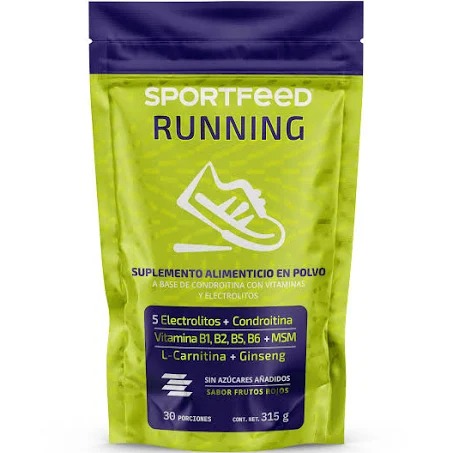 SPORTFEED
RUNNING
SUPLEMENTO ALIMENTICIO EN POLVO
A BASE DE CONDROITINA CON VITAMINAS
Y ELECTROLITOS
5 Electrolitos + Condroitina
Vitamina B1, B2, B5, B6 + MSM
L-Carnitina + Ginseng
SIN AZÚCARES AÑADIDOS
SABOR FRUTOS ROJOS
30 PORCIONES CONT. NET. 315 g